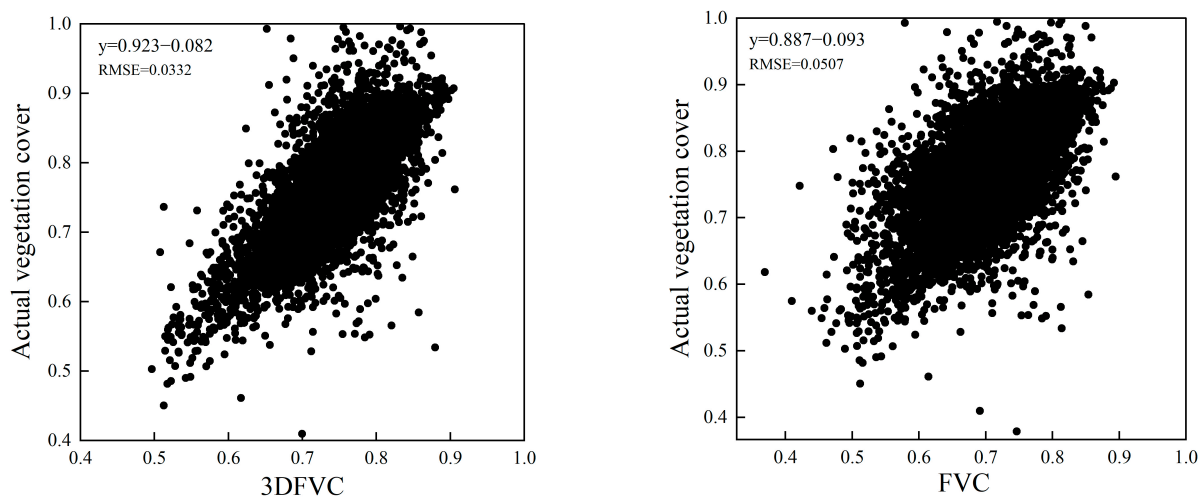 y=0.923−0.082
RMSE=0.0332
Actual vegetation cover
1.0
0.9
0.8
0.7
0.6
0.5
0.4
0.4 0.5 0.6 0.7 0.8 0.9 1.0
3DFVC
y=0.887−0.093
RMSE=0.0507
Actual vegetation cover
1.0
0.9
0.8
0.7
0.6
0.5
0.4
0.4 0.5 0.6 0.7 0.8 0.9 1.0
FVC